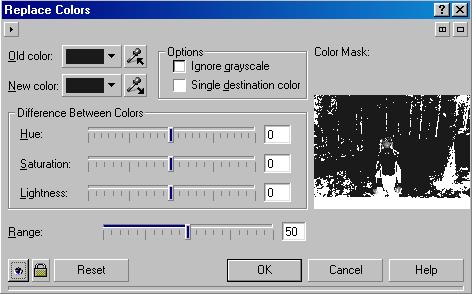 Replace Colors
Old color:
New color:
Options
Ignore grayscale
Single destination color
Color Mask:
Difference Between Colors
Hue: 0
Saturation: 0
Lightness: 0
Range: 50
Reset OK Cancel Help